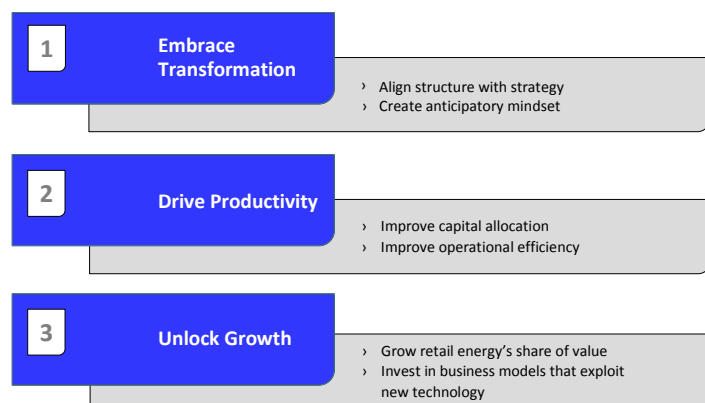 1
Embrace
Transformation
› Align structure with strategy
› Create anticipatory mindset
2
Drive Productivity
› Improve capital allocation
› Improve operational efficiency
3
Unlock Growth
› Grow retail energy’s share of value
› Invest in business models that exploit
new technology